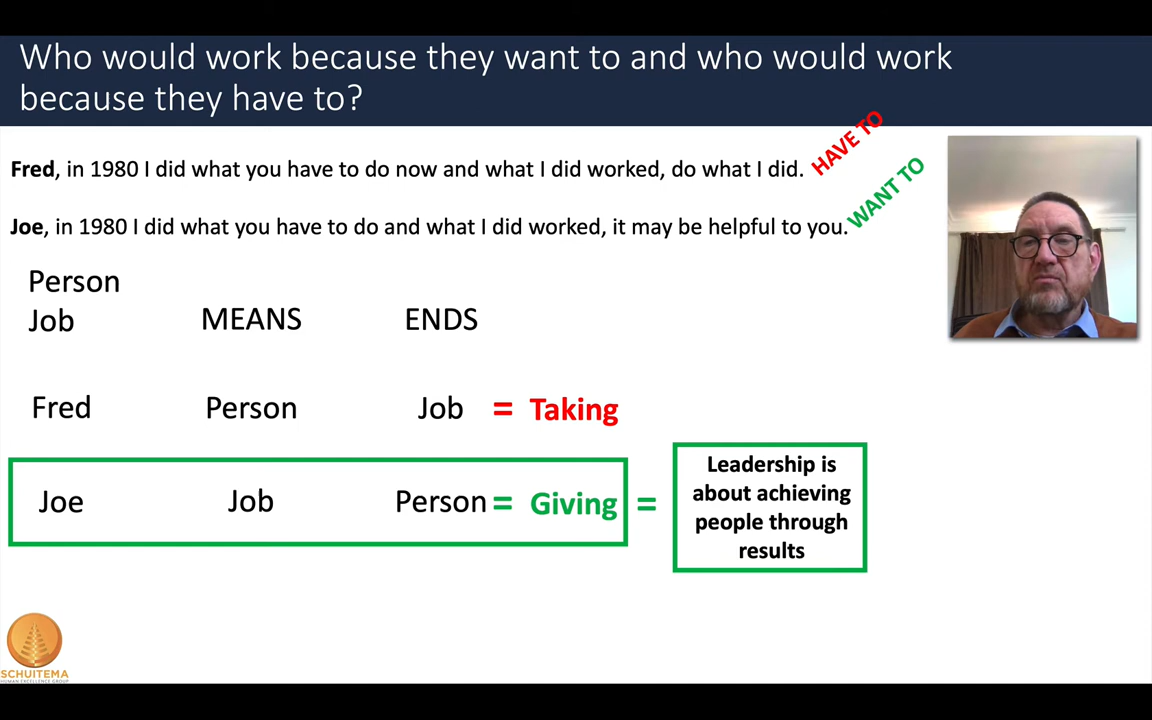 Who would work because they want to and who would work
because they have to?
HAVE TO
Fred, in 1980 I did what you have to do now and what I did worked, do what I did.
WANT TO
Joe, in 1980 I did what you have to do and what I did worked, it may be helpful to you.
Person
Job MEANS ENDS
Fred Person Job = Taking
Joe Job Person = Giving =
Leadership is
about achieving
people through
results
SCHUITEMA
HUMAN EXCELLENCE GROUP